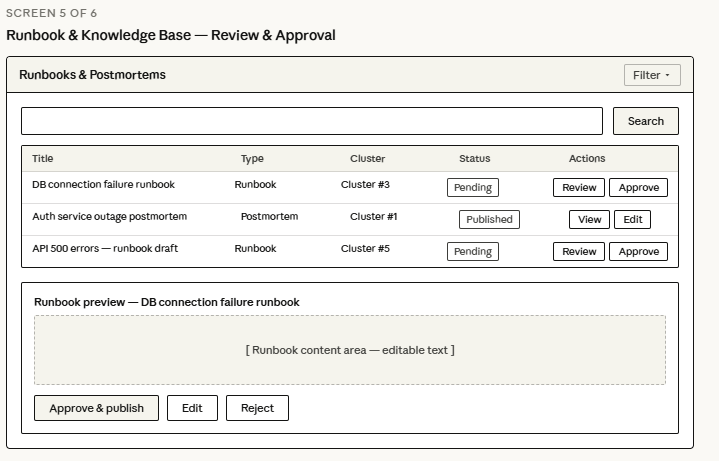 SCREEN 5 OF 6
Runbook & Knowledge Base — Review & Approval
Runbooks & Postmortems Filter
Search
Title Type Cluster Status Actions
DB connection failure runbook Runbook Cluster #3 Pending Review Approve
Auth service outage postmortem Postmortem Cluster #1 Published View Edit
API 500 errors — runbook draft Runbook Cluster #5 Pending Review Approve
Runbook preview — DB connection failure runbook
[ Runbook content area — editable text ]
Approve & publish Edit Reject